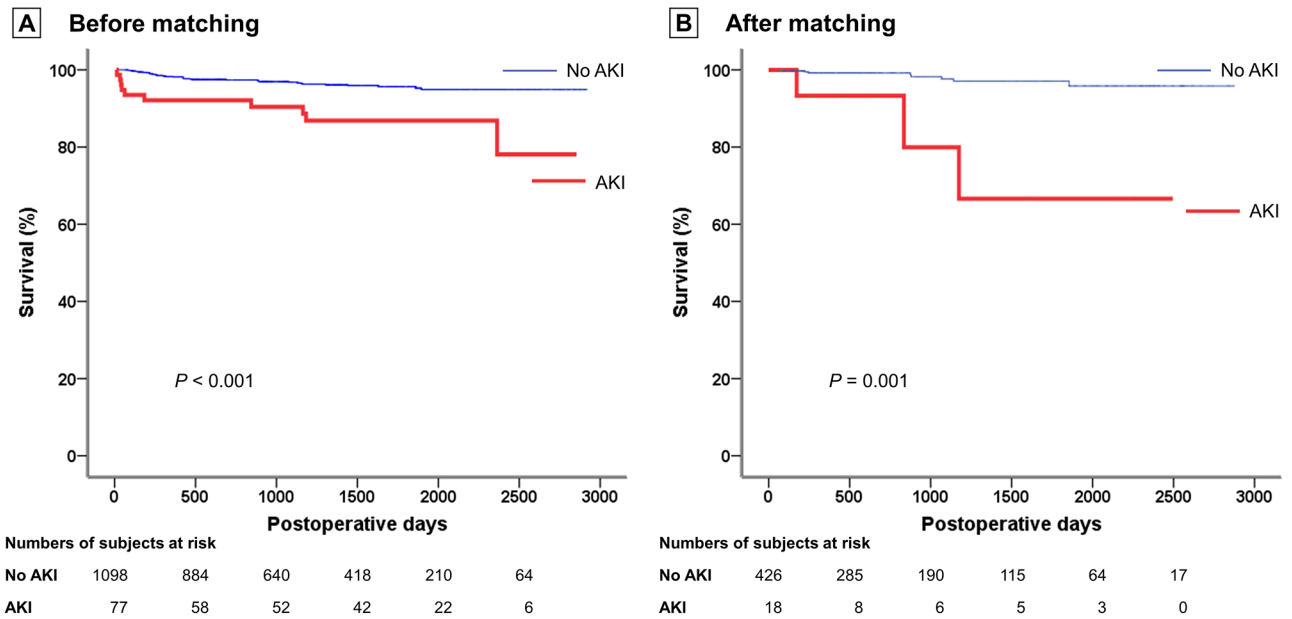 A Before matching
100
80
60
40
20
0
Survival (%)
No AKI
AKI
P < 0.001
0 500 1000 1500 2000 2500 3000
Postoperative days
Numbers of subjects at risk
No AKI 1098 884 640 418 210 64
AKI 77 58 52 42 22 6
B After matching
100
80
60
40
20
0
Survival (%)
No AKI
AKI
P = 0.001
0 500 1000 1500 2000 2500 3000
Postoperative days
Numbers of subjects at risk
No AKI 426 285 190 115 64 17
AKI 18 8 6 5 3 0